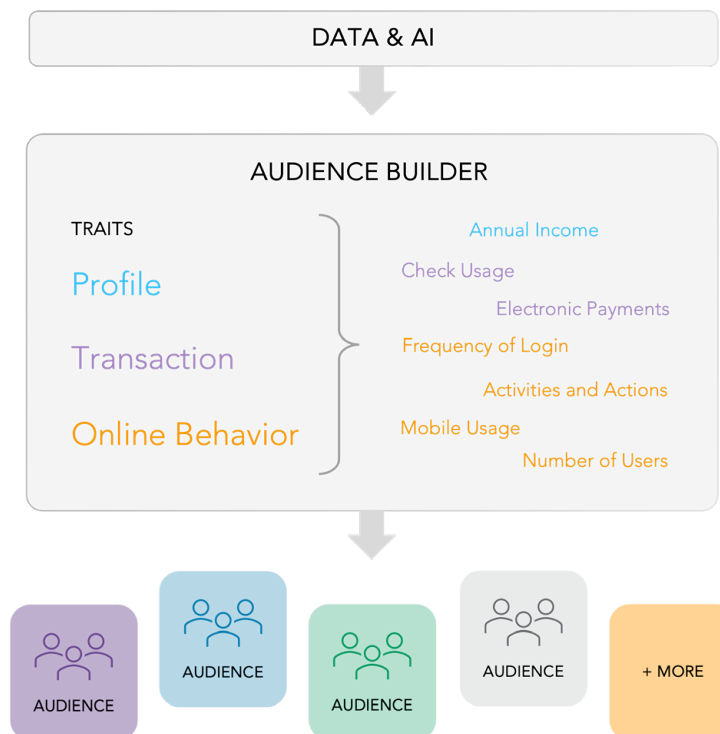 DATA & AI
AUDIENCE BUILDER
TRAITS
Profile
Transaction
Online Behavior
Annual Income
Check Usage
Electronic Payments
Frequency of Login
Activities and Actions
Mobile Usage
Number of Users
AUDIENCE
AUDIENCE
AUDIENCE
AUDIENCE
+ MORE